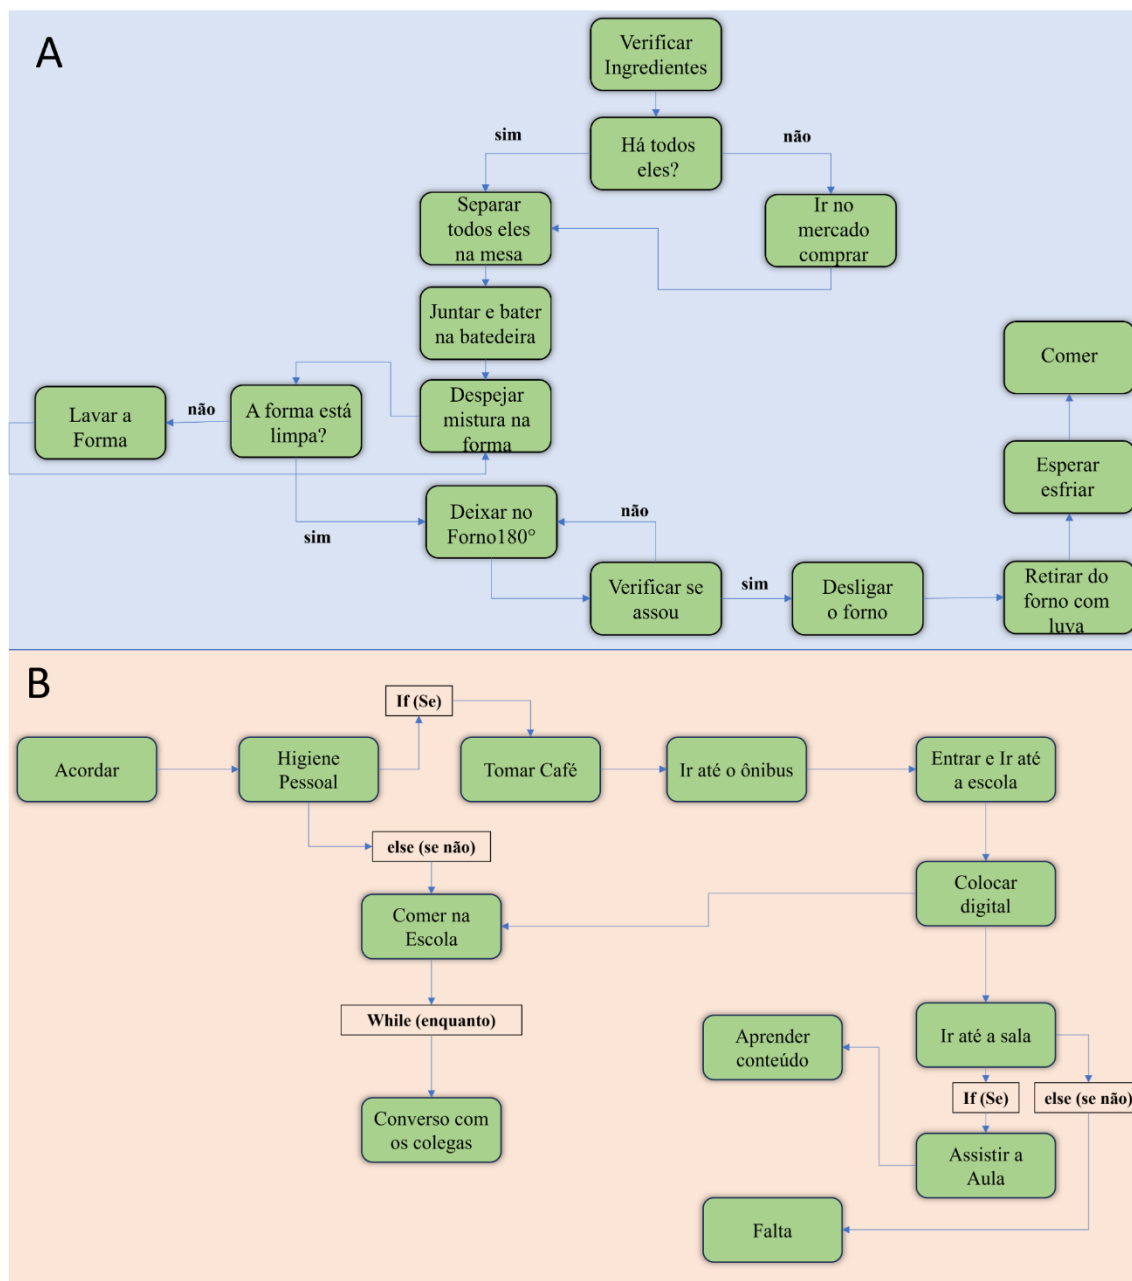 A
Verificar
Ingredientes
sim
Há todos
eles?
não
Separar
todos eles
na mesa
Ir no
mercado
comprar
Juntar e bater
na batedeira
Comer
Lavar a
Forma
não
A forma está
limpa?
Despejar
mistura na
forma
Esperar
esfriar
sim
Deixar no
Forno180°
não
Verificar se
assou
sim
Desligar
o forno
Retirar do
forno com
luva
B
If (Se)
Acordar
Higiene
Pessoal
Tomar Café
Ir até o ônibus
Entrar e Ir até
a escola
else (se não)
Comer na
Escola
Colocar
digital
While (enquanto)
Aprender
conteúdo
Ir até a sala
If (Se)
else (se não)
Converso com
os colegas
Assistir a
Aula
Falta